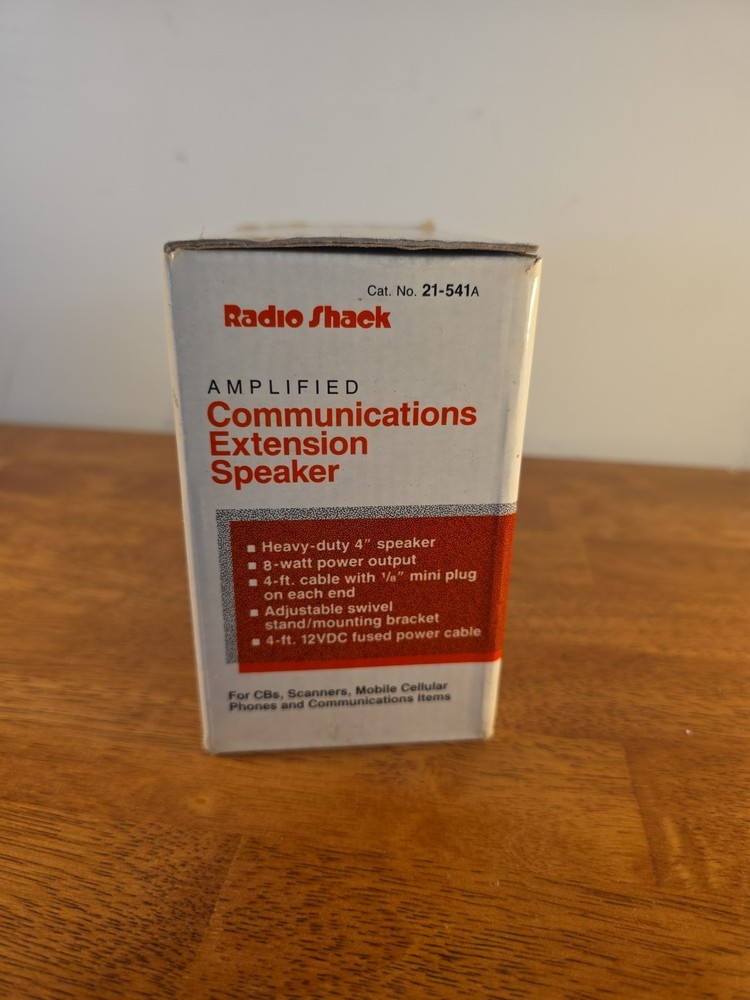 Cat. No. 21-541A
Radio Shack
AMPLIFIED
Communications
Extension
Speaker
■ Heavy-duty 4" speaker
■ 8-watt power output
■ 4-ft. cable with 1/8" mini plug
on each end
■ Adjustable swivel
stand/mounting bracket
■ 4-ft. 12VDC fused power cable
For CBs, Scanners, Mobile Cellular
Phones and Communications Items